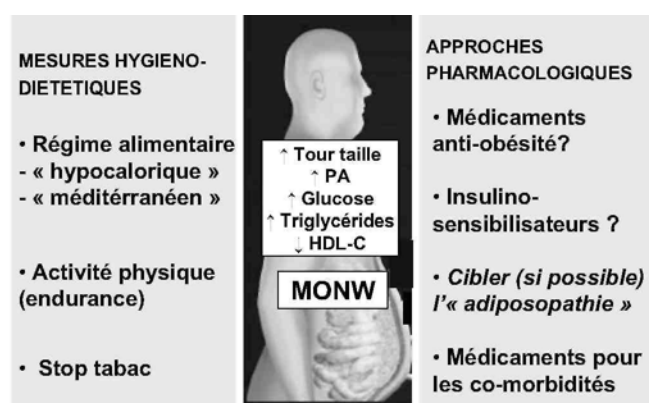 MESURES HYGIENO-
DIETETIQUES
• Régime alimentaire
- « hypocalorique »
- « méditérranéen »
• Activité physique
(endurance)
• Stop tabac
↑ Tour taille
↑ PA
↑ Glucose
↑ Triglycérides
↓ HDL-C
MONW
APPROCHES
PHARMACOLOGIQUES
• Médicaments
anti-obésité?
• Insulino-
sensibilisateurs ?
• Cibler (si possible)
l’« adiposopathie »
• Médicaments pour
les co-morbidités